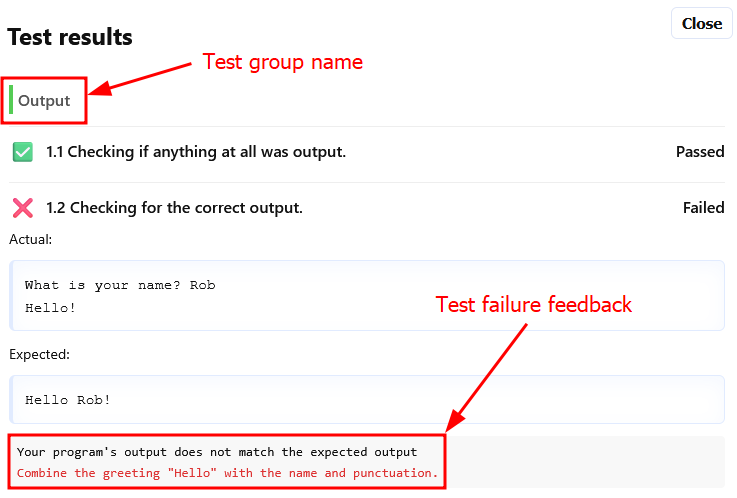 Close
Test results
Test group name
Output
1.1 Checking if anything at all was output.
Passed
1.2 Checking for the correct output.
Failed
Actual:
What is your name? Rob
Hello!
Test failure feedback
Expected:
Hello Rob!
Your program's output does not match the expected output
Combine the greeting "Hello" with the name and punctuation.